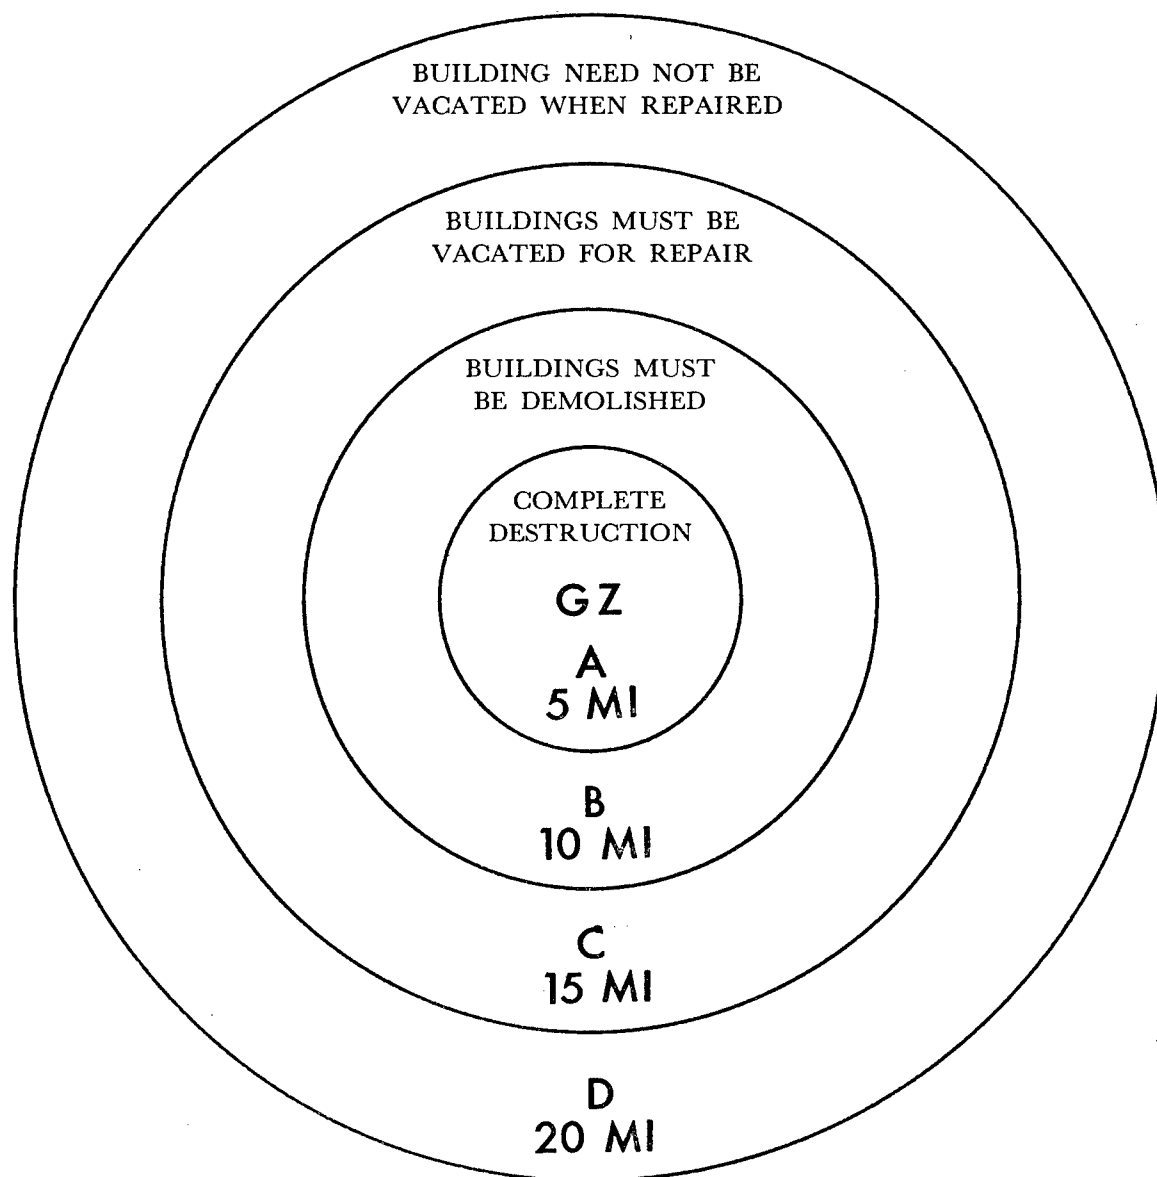 BUILDING NEED NOT BE
VACATED WHEN REPAIRED
BUILDINGS MUST BE
VACATED FOR REPAIR
BUILDINGS MUST
BE DEMOLISHED
COMPLETE
DESTRUCTION
GZ
A
5 MI
B
10 MI
C
15 MI
D
20 MI